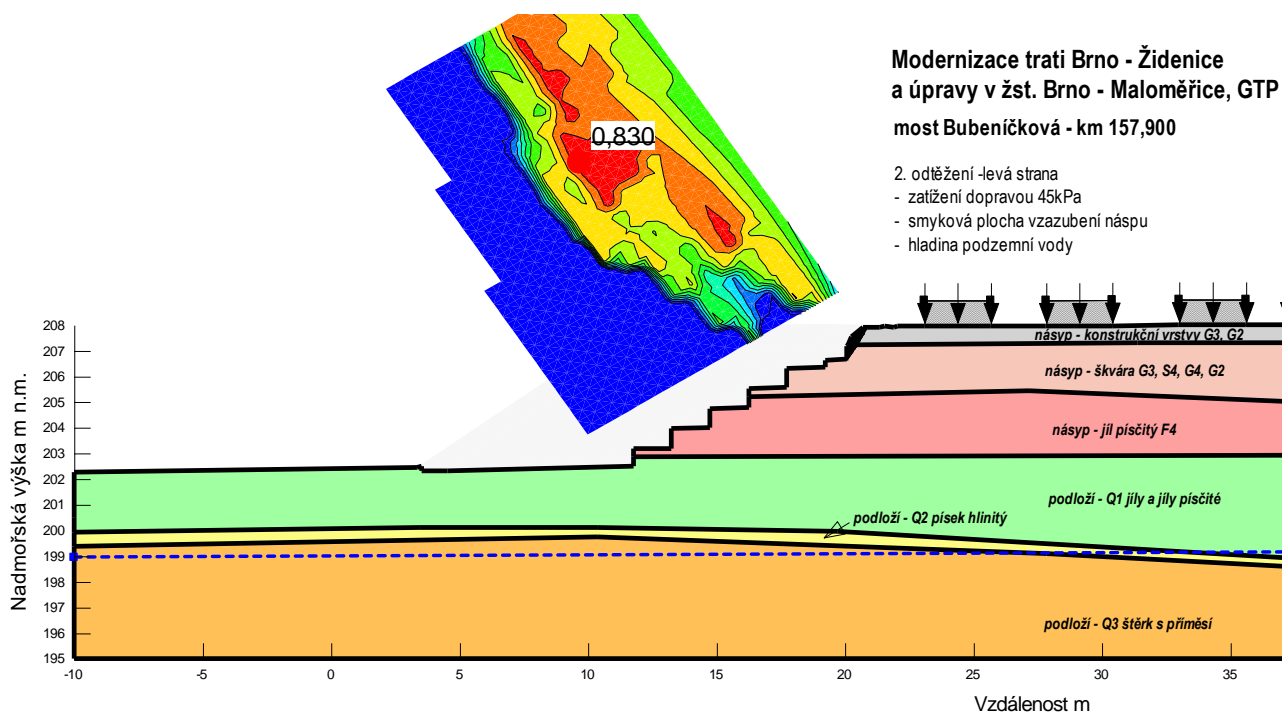 Modernizace trati Brno - Židenice
a úpravy v žst. Brno - Maloměřice, GTP
most Bubeníčková - km 157,900
2. odtěžení -levá strana
- zatížení dopravou 45kPa
- smyková plocha vzazubení náspu
- hladina podzemní vody
0,830
208
207
206
205
204
203
202
201
200
199
198
197
196
195
Nadmořská výška m n.m.
násyp - konstrukční vrstvy G3, G2
násyp - škvára G3, S4, G4, G2
násyp - jíl písčitý F4
podloží - Q1 jíly a jíly písčité
podloží - Q2 písek hlinitý
podloží - Q3 štěrk s příměsí
-10 -5 0 5 10 15 20 25 30 35
Vzdálenost m